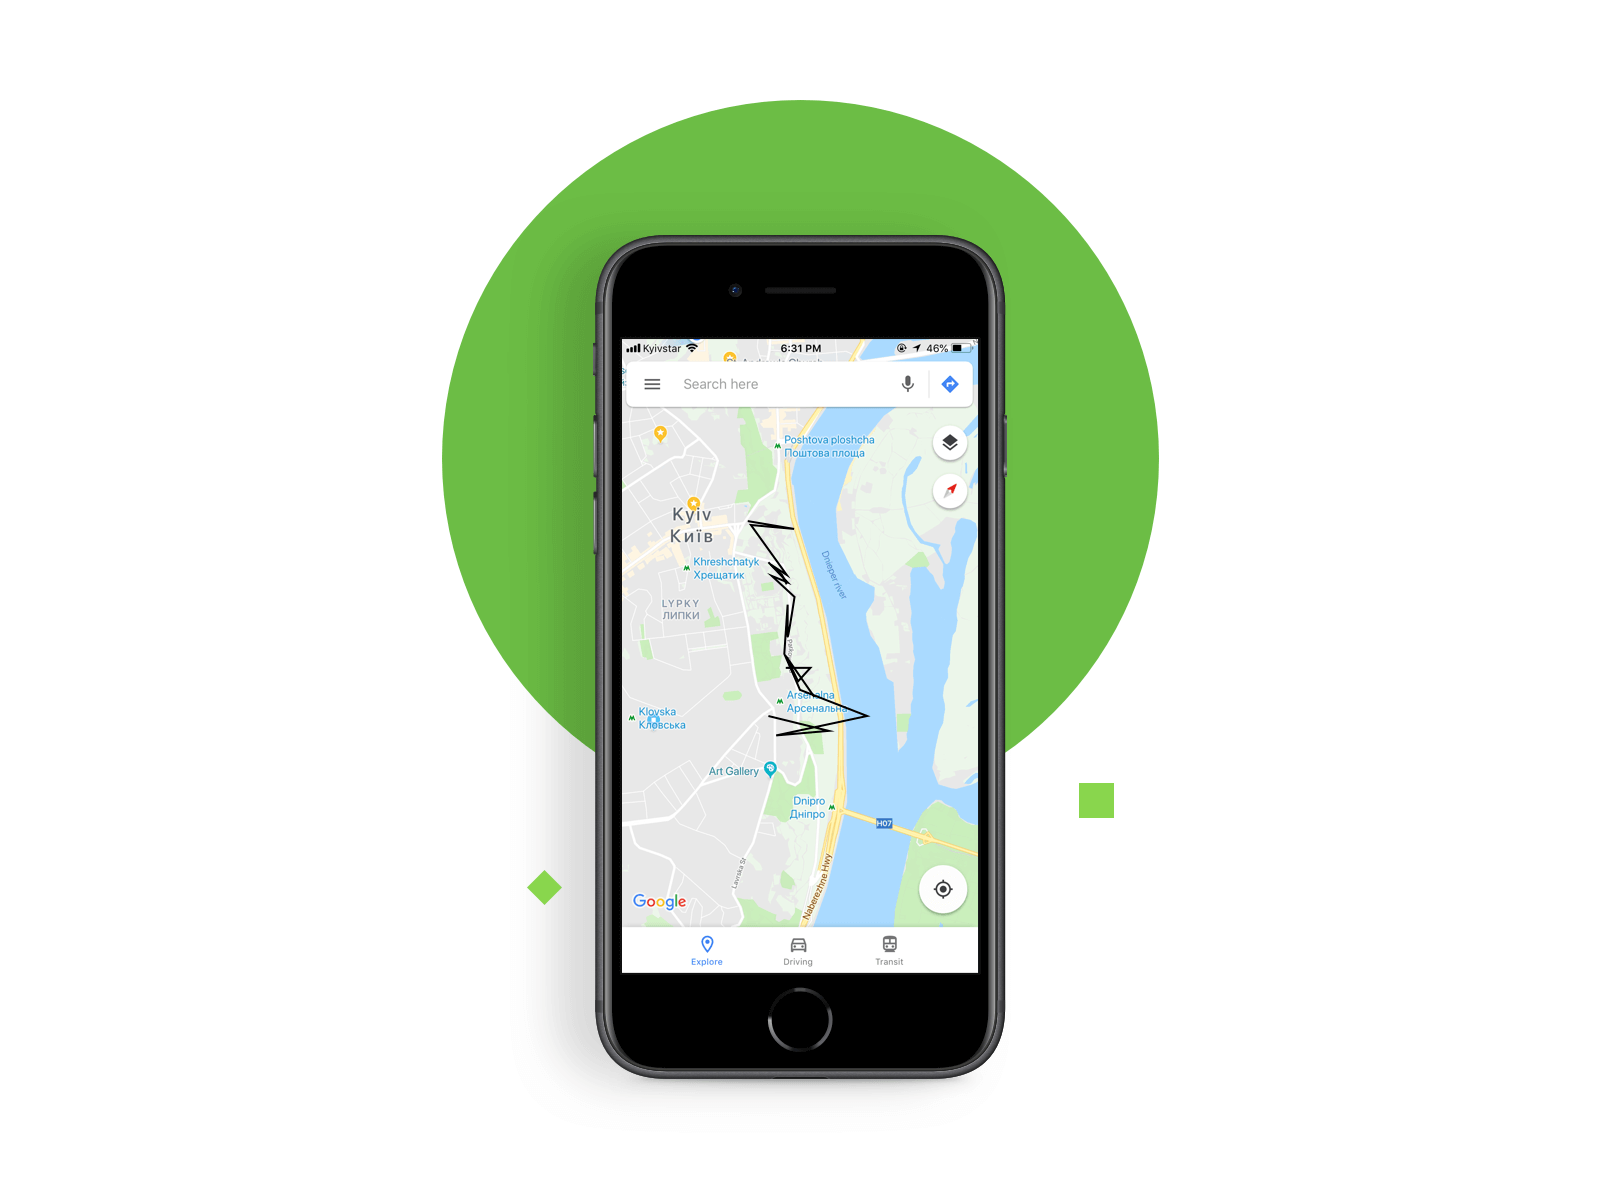 Kyivstar
6:31 PM
46%
Search here
Poshtova ploshcha
Поштова площа
Kyiv
Київ
Khreshchatyk
Хрещатик
Dnieper river
LYPKY
ЛИПКИ
Arsenalna
Арсенальна
Klovska
Кловська
Art Gallery
Dnipro
Дніпро
H07
Lavrska St
Naberezhne Hwy
Google
Explore
Driving
Transit